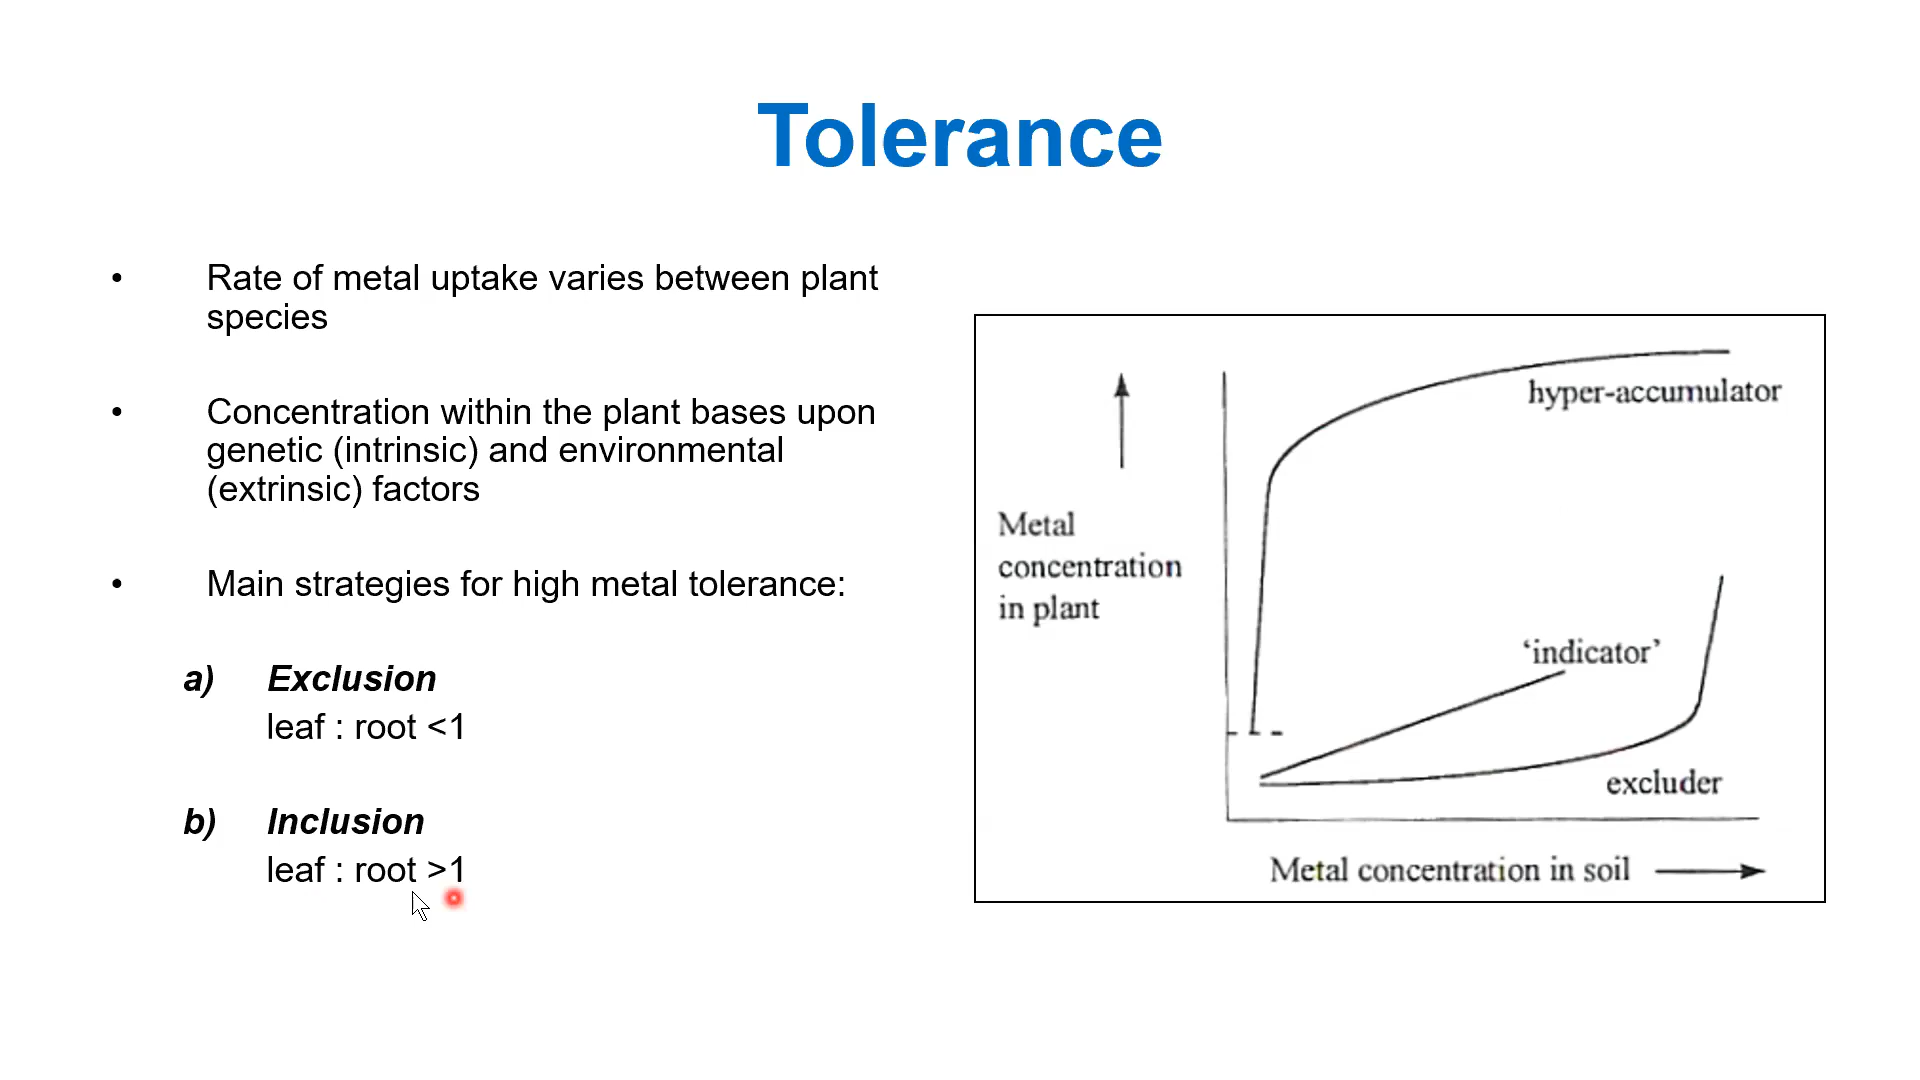 Tolerance
• Rate of metal uptake varies between plant
species
• Concentration within the plant bases upon
genetic (intrinsic) and environmental
(extrinsic) factors
• Main strategies for high metal tolerance:
a) Exclusion
leaf : root <1
b) Inclusion
leaf : root >1
hyper-accumulator
Metal
concentration
in plant
‘indicator’
excluder
Metal concentration in soil